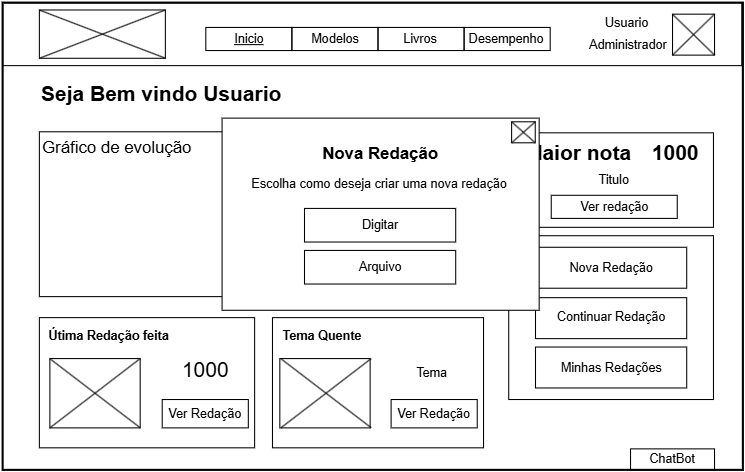 Inicio
Modelos
Livros
Desempenho
Usuario
Administrador
Seja Bem vindo Usuario
Gráfico de evolução
Nova Redação
Escolha como deseja criar uma nova redação
Digitar
Arquivo
aior nota 1000
Titulo
Ver redação
Nova Redação
Continuar Redação
Minhas Redações
Útima Redação feita
1000
Ver Redação
Tema Quente
Tema
Ver Redação
ChatBot